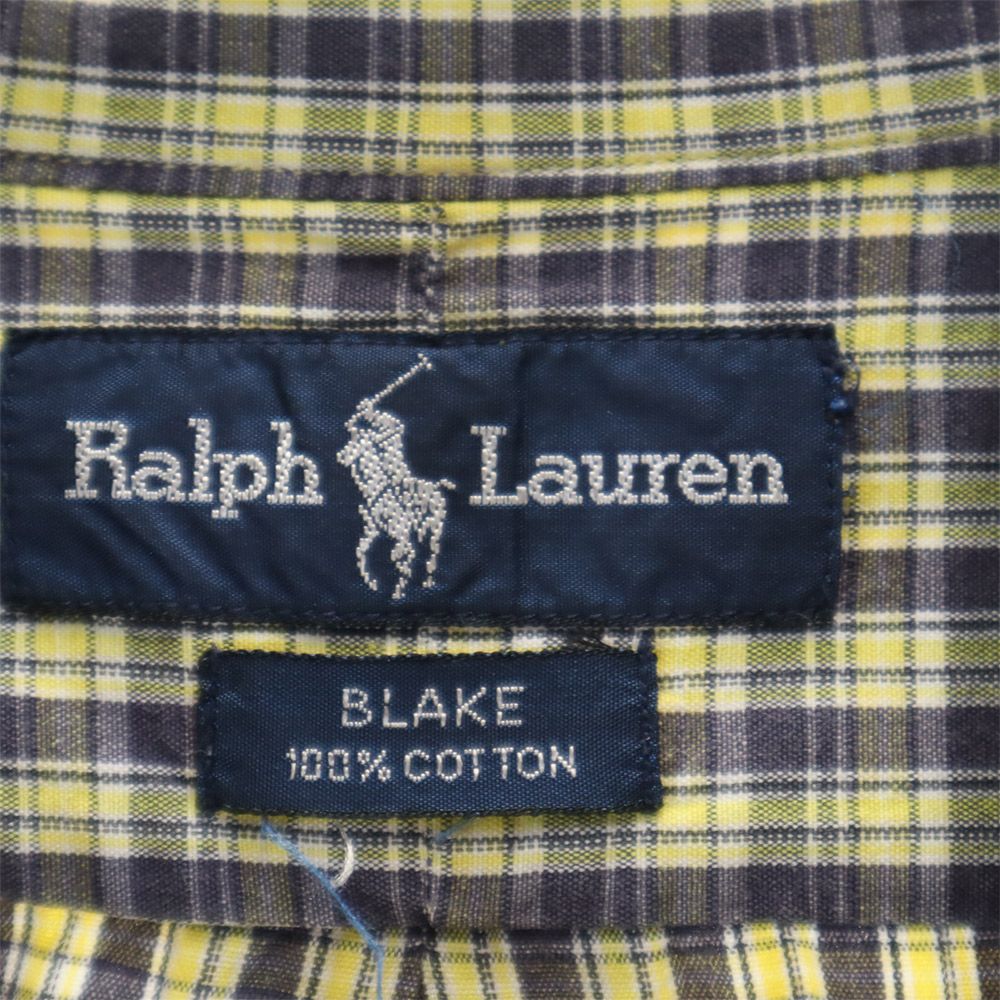 Ralph Lauren
BLAKE
100% COTTON